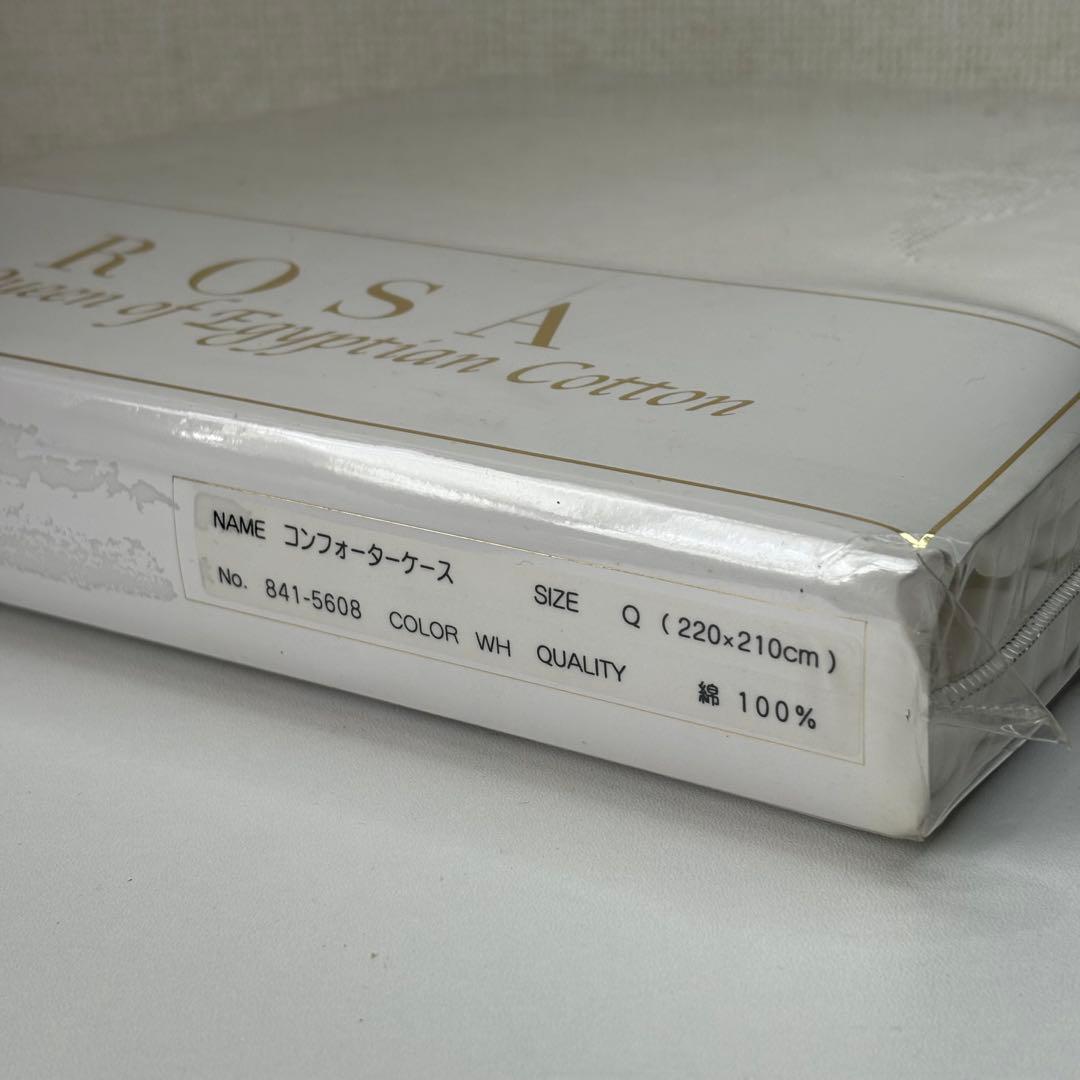 ROSA
Queen of Egyptian Cotton
NAME コンフォーターケース SIZE Q (220×210cm)
No. 841-5608 COLOR WH QUALITY 綿 100%